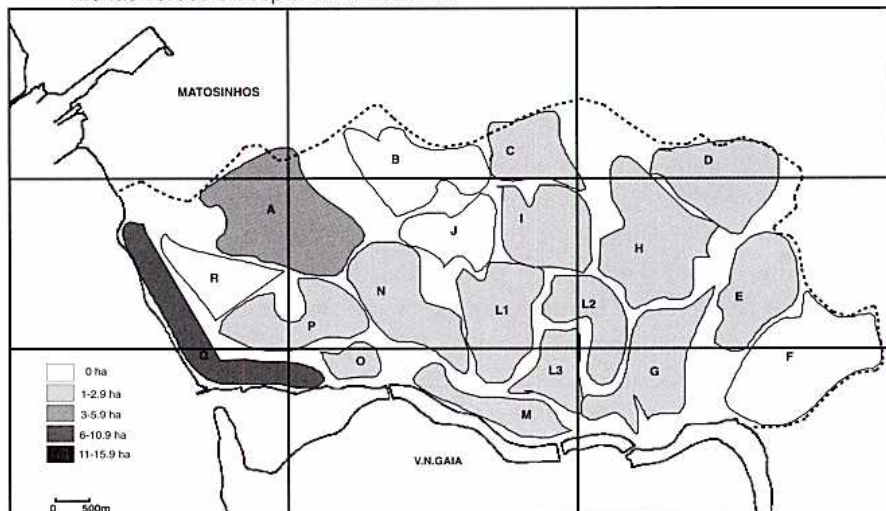 MATOSINHOS
B
C
D
A
J
I
H
R
N
L1
L2
E
P
Q
O
L3
G
F
M
0 ha
1-2.9 ha
3-5.9 ha
6-10.9 ha
11-15.9 ha
V.N.GAIA
0 500m